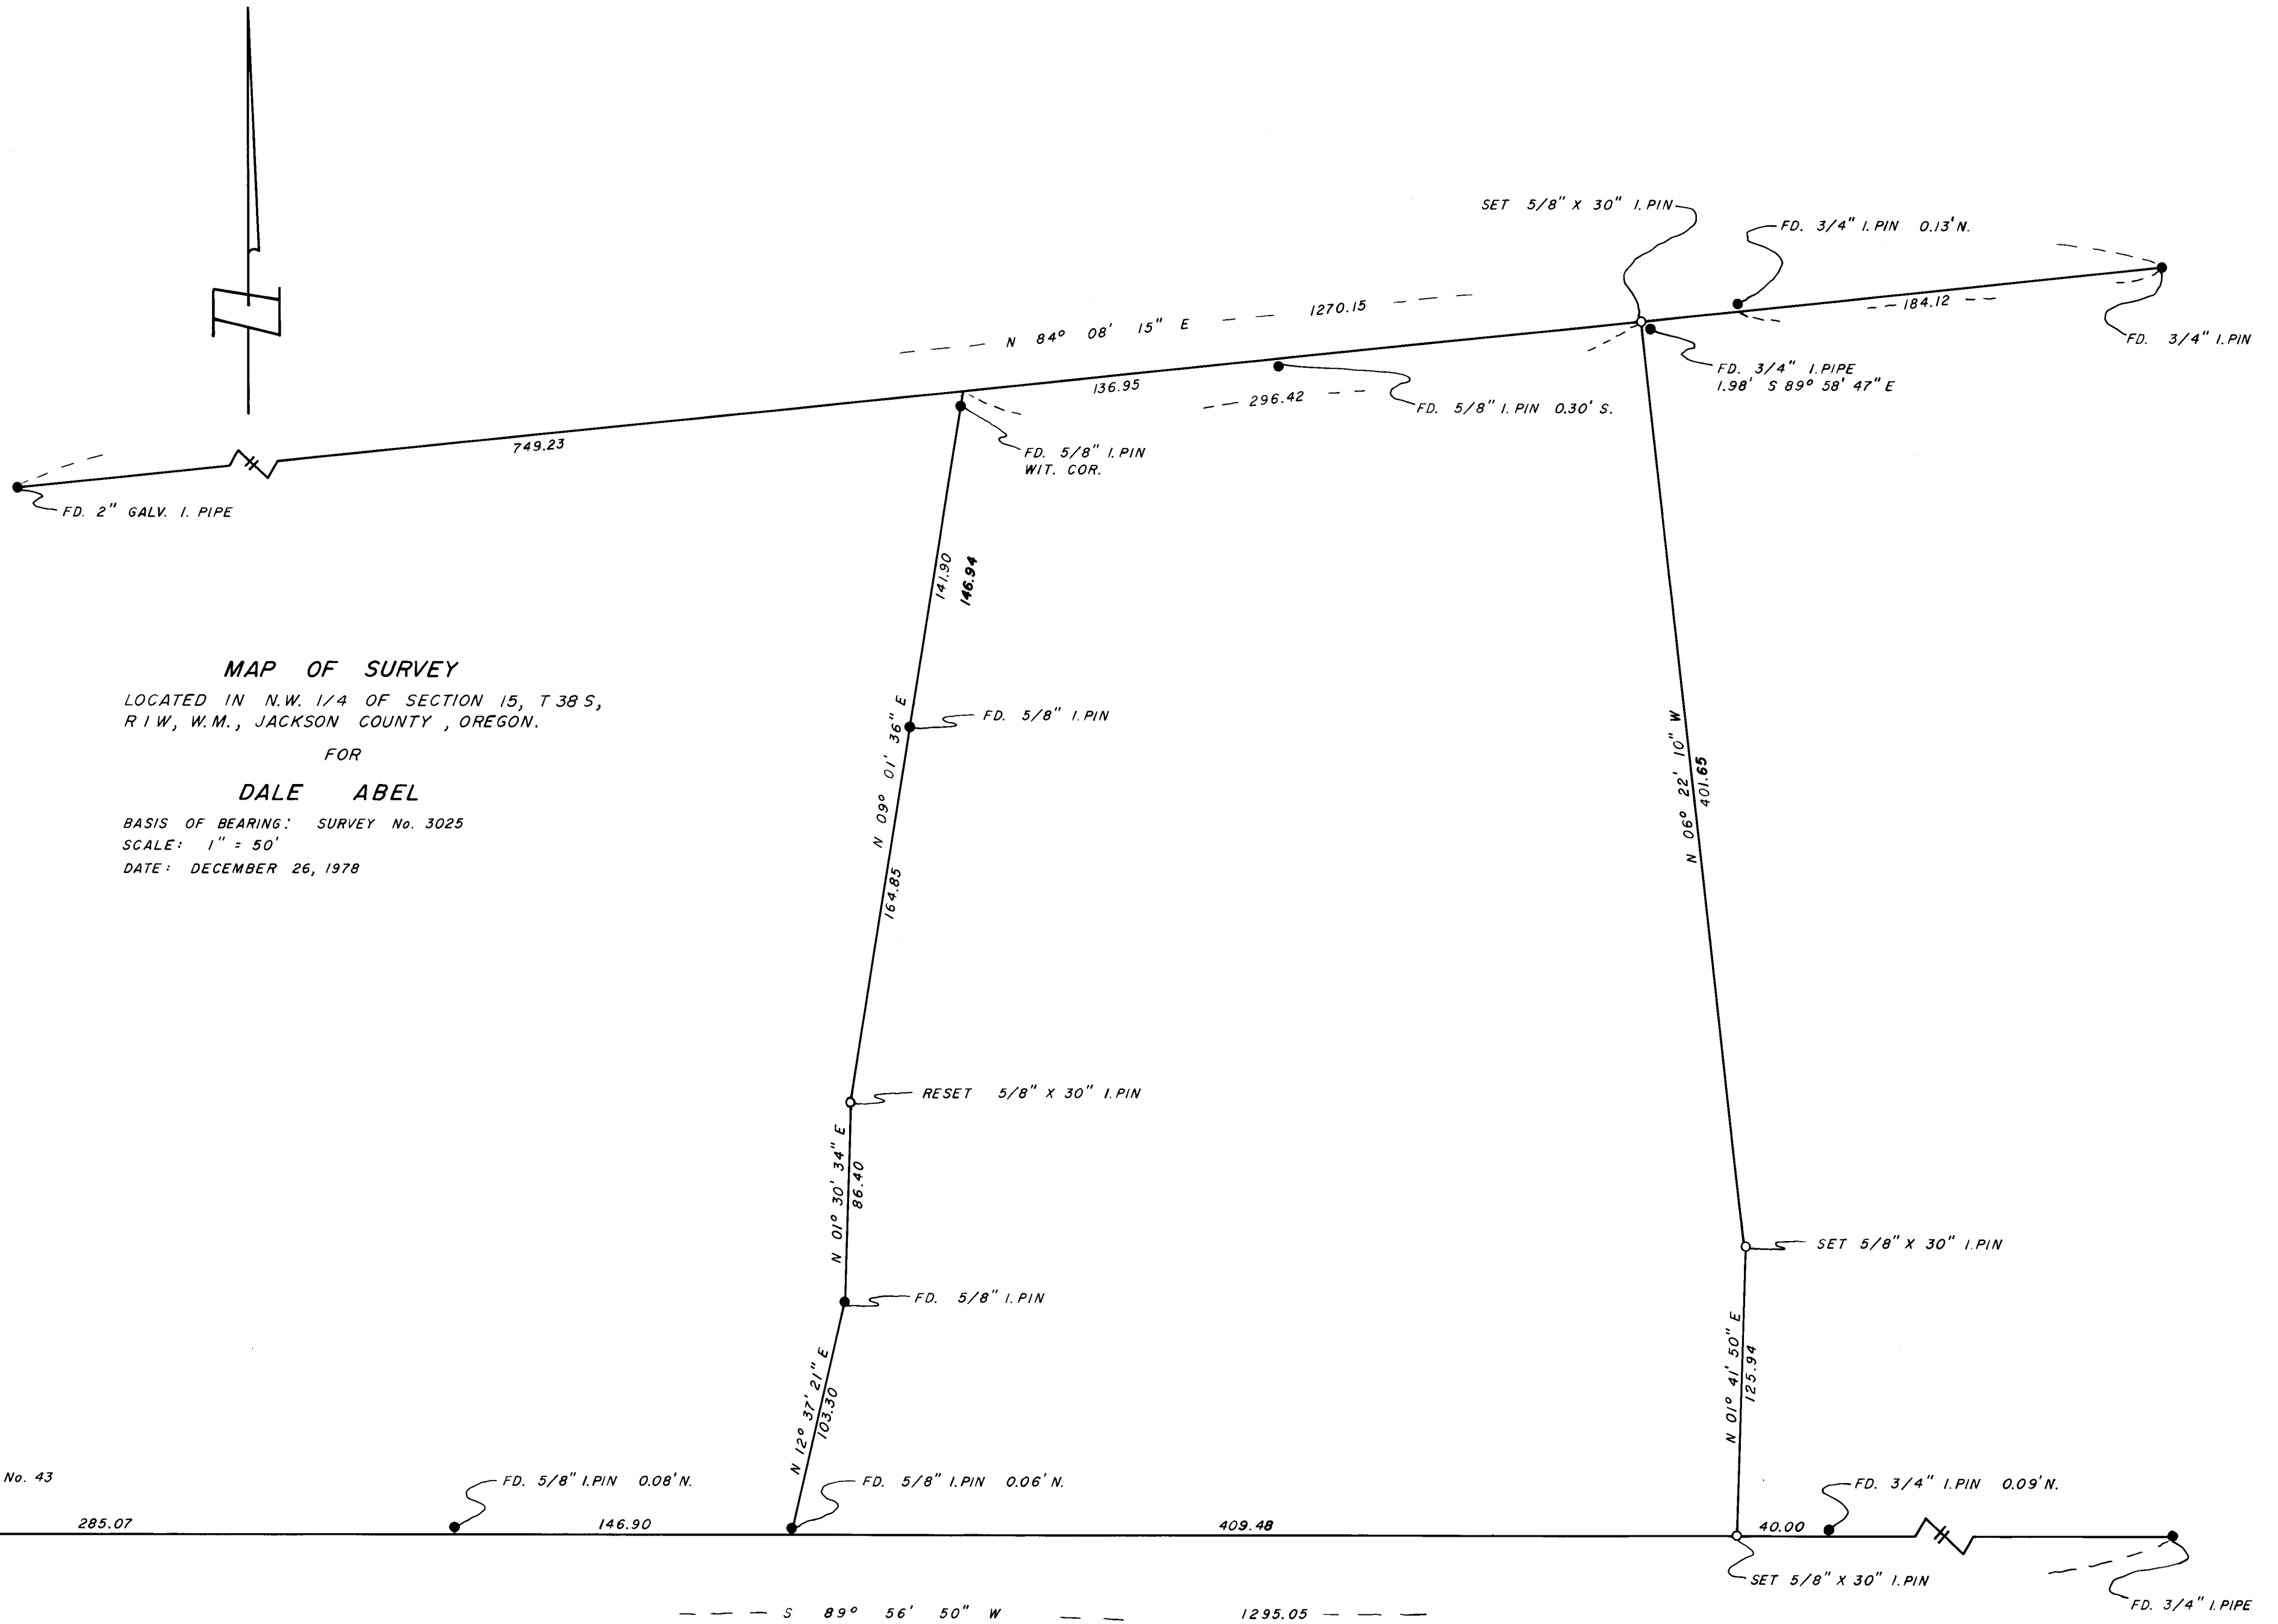 SET 5/8" X 30" I. PIN
FD. 3/4" I. PIN 0.13' N.
N 84° 08' 15" E 1270.15
184.12
FD. 3/4" I. PIN
FD. 3/4" I. PIPE
1.98' S 89° 58' 47" E
136.95
296.42
FD. 5/8" I. PIN 0.30' S.
749.23
FD. 5/8" I. PIN
WIT. COR.
FD. 2" GALV. I. PIPE
141.90
146.94
MAP OF SURVEY
LOCATED IN N.W. 1/4 OF SECTION 15, T 38 S,
R 1 W, W.M., JACKSON COUNTY , OREGON.
FOR
DALE ABEL
BASIS OF BEARING: SURVEY No. 3025
SCALE: 1" = 50'
DATE: DECEMBER 26, 1978
FD. 5/8" I. PIN
N 09° 01' 36" E
164.85
N 06° 22' 10" W
401.65
RESET 5/8" X 30" I. PIN
N 01° 30' 34" E
86.40
SET 5/8" X 30" I. PIN
FD. 5/8" I. PIN
N 12° 37' 21" E
103.30
N 01° 41' 50" E
125.94
No. 43
FD. 5/8" I. PIN 0.08' N.
FD. 5/8" I. PIN 0.06' N.
FD. 3/4" I. PIN 0.09' N.
285.07
146.90
409.48
40.00
SET 5/8" X 30" I. PIN
FD. 3/4" I. PIPE
S 89° 56' 50" W 1295.05